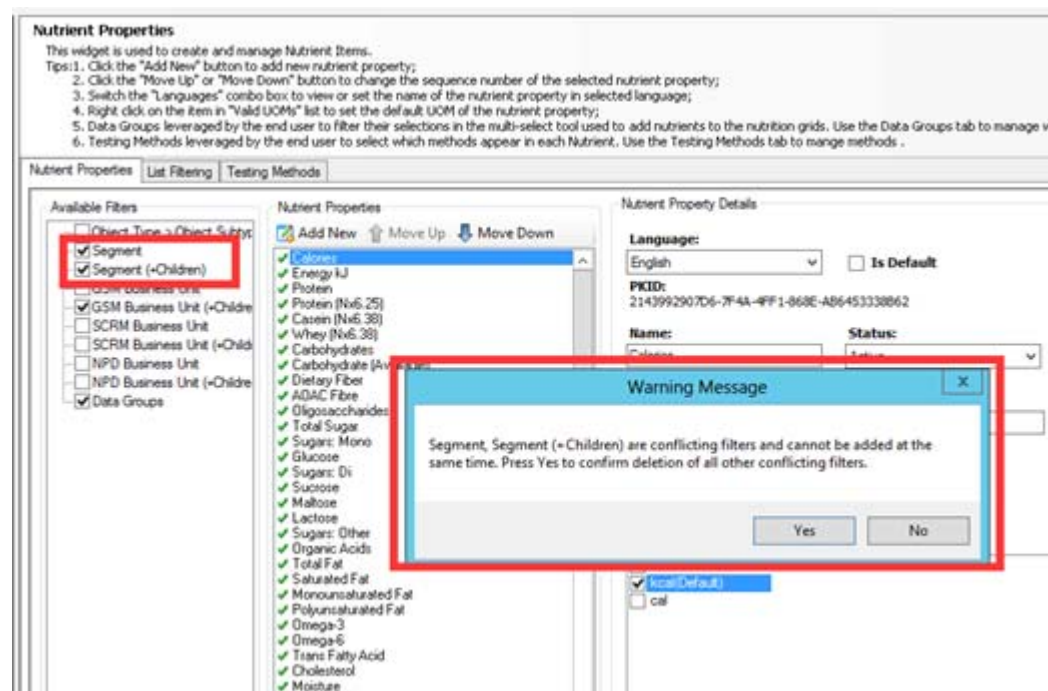 Nutrient Properties
This widget is used to create and manage Nutrient Items.
Tips:1. Click the "Add New" button to add new nutrient property;
2. Click the "Move Up" or "Move Down" button to change the sequence number of the selected nutrient property;
3. Switch the "Languages" combo box to view or set the name of the nutrient property in selected language;
4. Right click on the item in "Valid UOMs" list to set the default UOM of the nutrient property;
5. Data Groups leveraged by the end user to filter their selections in the multi-select tool used to add nutrients to the nutrition grids. Use the Data Groups tab to manage
6. Testing Methods leveraged by the end user to select which methods appear in each Nutrient. Use the Testing Methods tab to mange methods .
Nutrient Properties List Filtering Testing Methods
Available Filters
Object Type > Object Subtyp
Segment
Segment (+Children)
GSM Business Unit
GSM Business Unit (+Childre
SCRM Business Unit
SCRM Business Unit (+Child
NPD Business Unit
NPD Business Unit (+Childre
Data Groups
Nutrient Properties
Add New Move Up Move Down
Calories
Energy kJ
Protein
Protein (Nx6.25)
Casein (Nx6.38)
Whey (Nx6.38)
Carbohydrates
Carbohydrate (Available)
Dietary Fiber
AOAC Fibre
Oligosaccharides
Total Sugar
Sugars: Mono
Glucose
Sugars: Di
Sucrose
Maltose
Lactose
Sugars: Other
Organic Acids
Total Fat
Saturated Fat
Monounsaturated Fat
Polyunsaturated Fat
Omega-3
Omega-6
Trans Fatty Acid
Cholesterol
Moisture
Nutrient Property Details
Language:
English Is Default
PKID:
2143992907D6-7F4A-4FF1-868E-AB6453338B62
Name: Status:
Calories Active
Warning Message
x
Segment, Segment (+Children) are conflicting filters and cannot be added at the
same time. Press Yes to confirm deletion of all other conflicting filters.
Yes No
kcal(Default)
cal